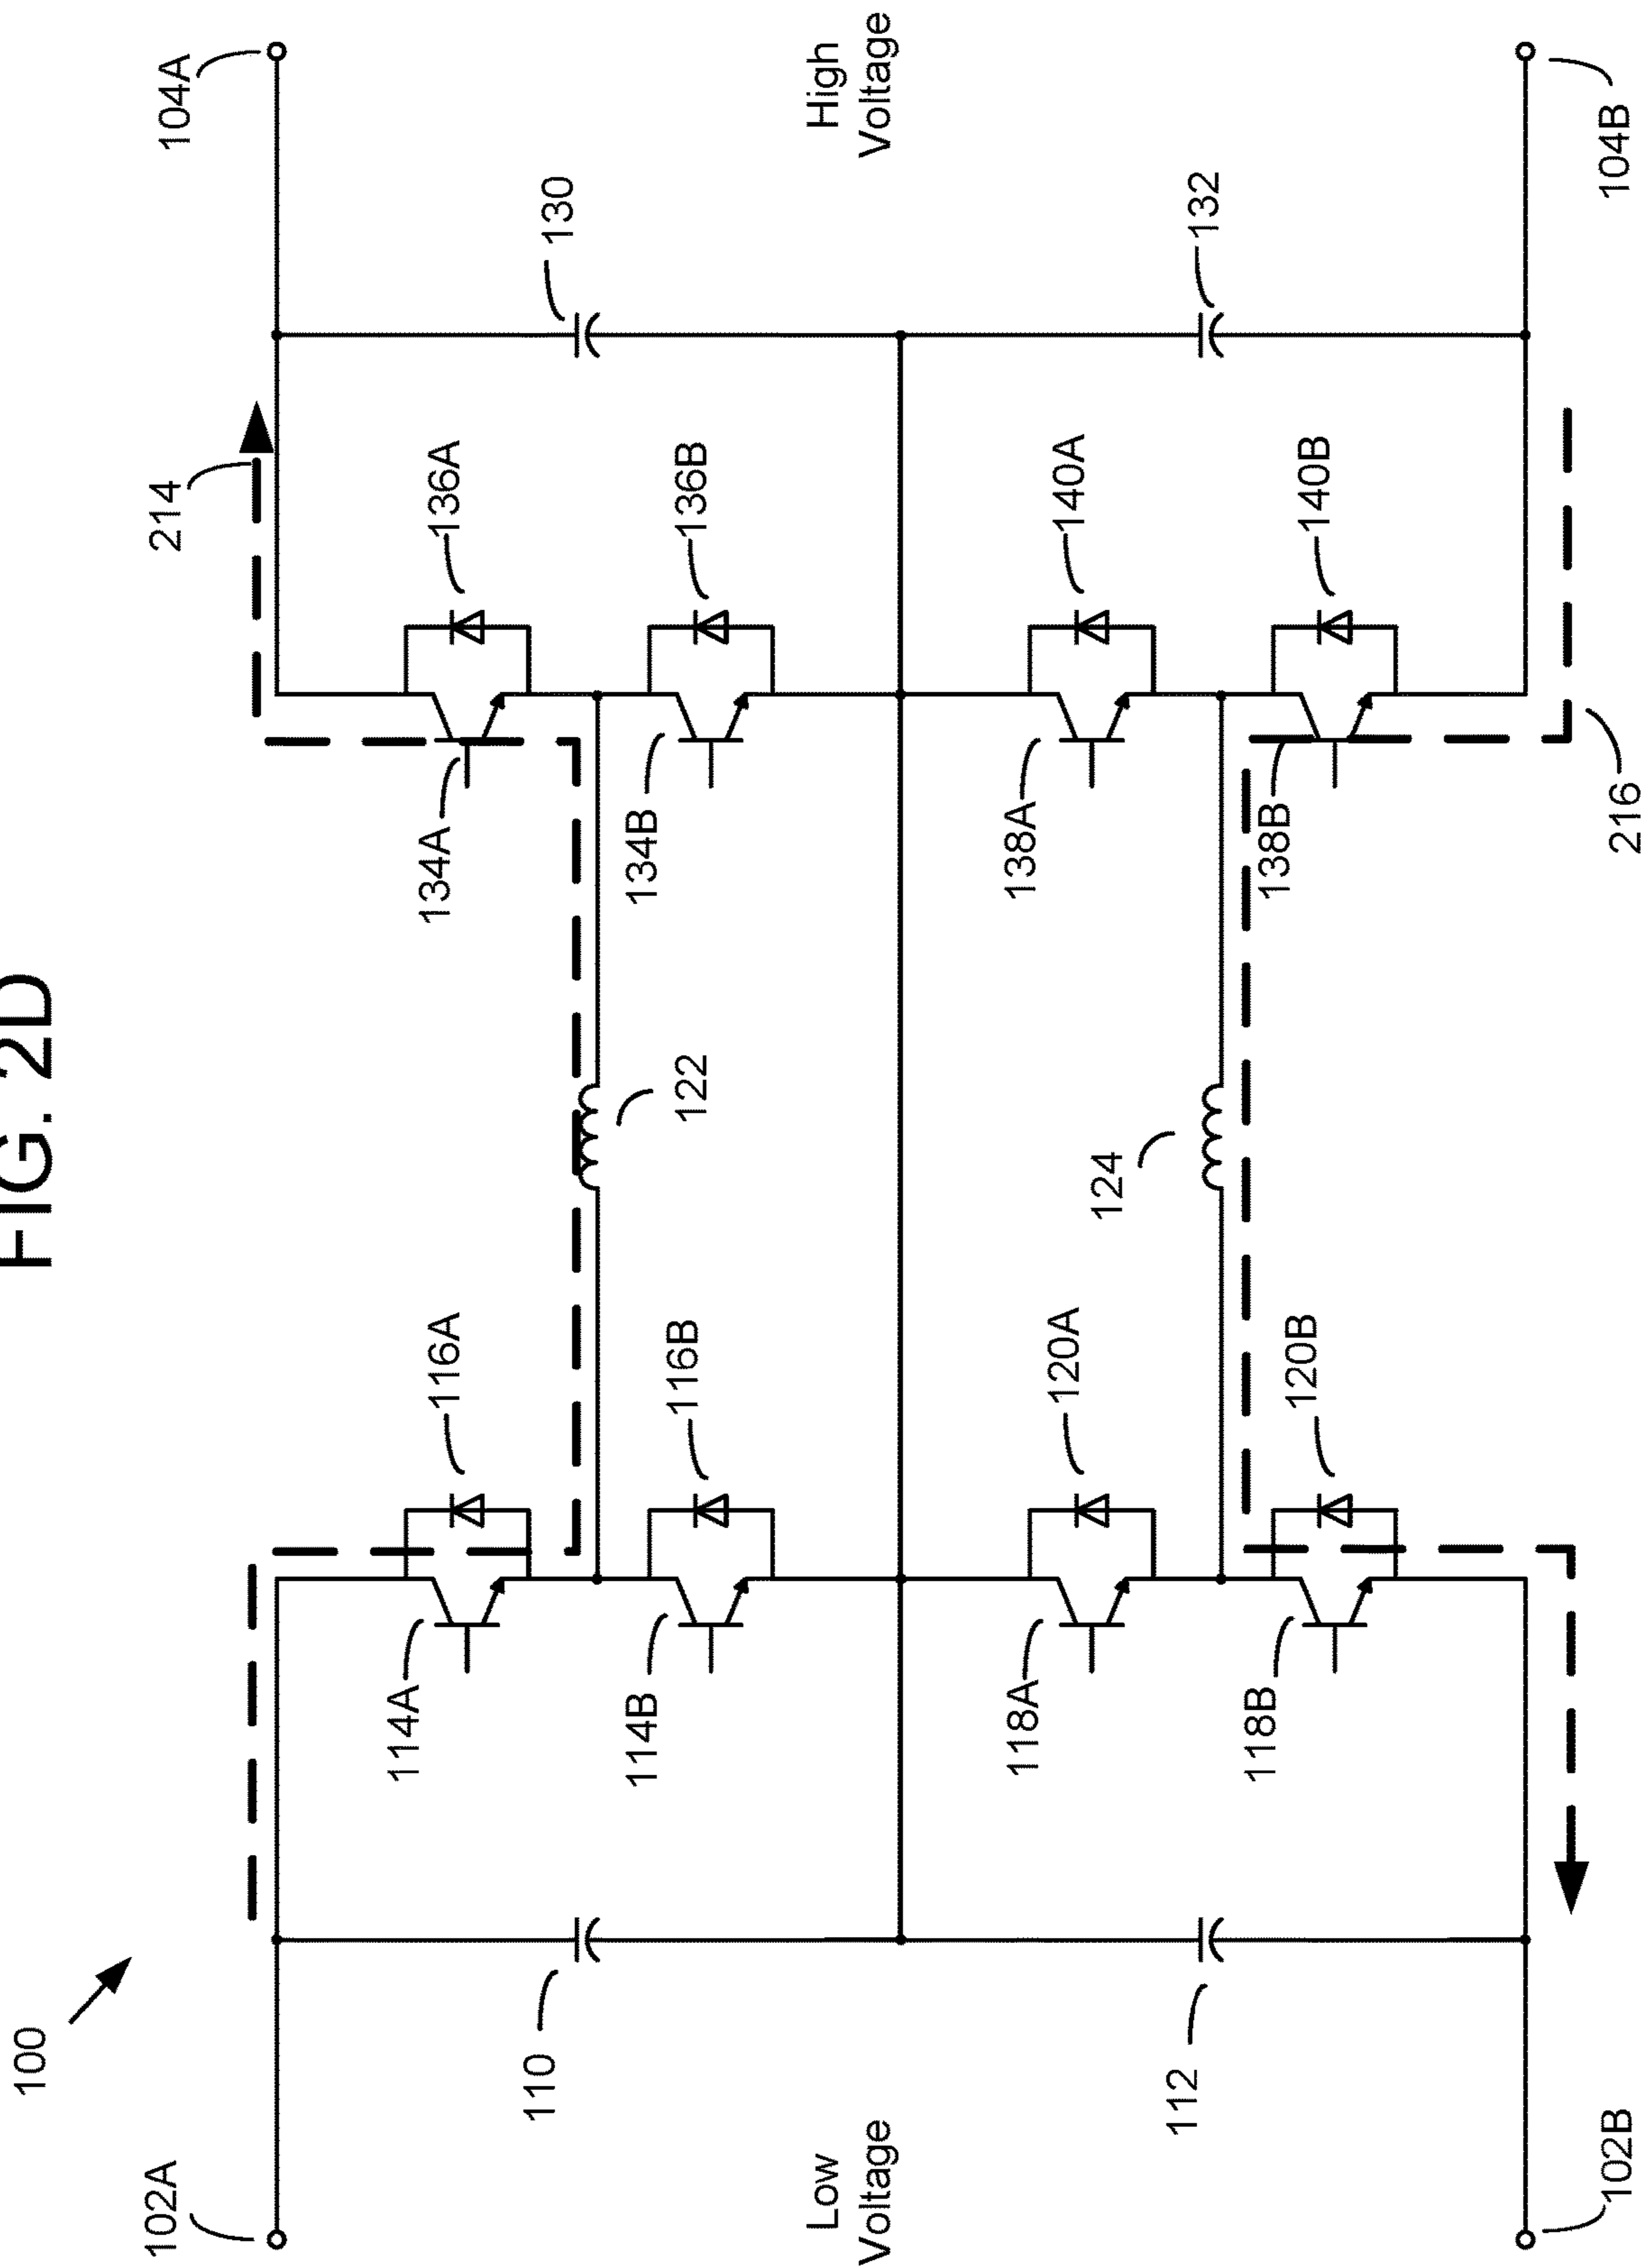 100
102A
110
Low
Voltage
112
102B
114A
114B
118A
118B
116A
116B
120A
120B
FIG. 2D
122
124
134A
134B
138A
138B
216
214
136A
136B
140A
140B
104A
130
High
Voltage
132
104B